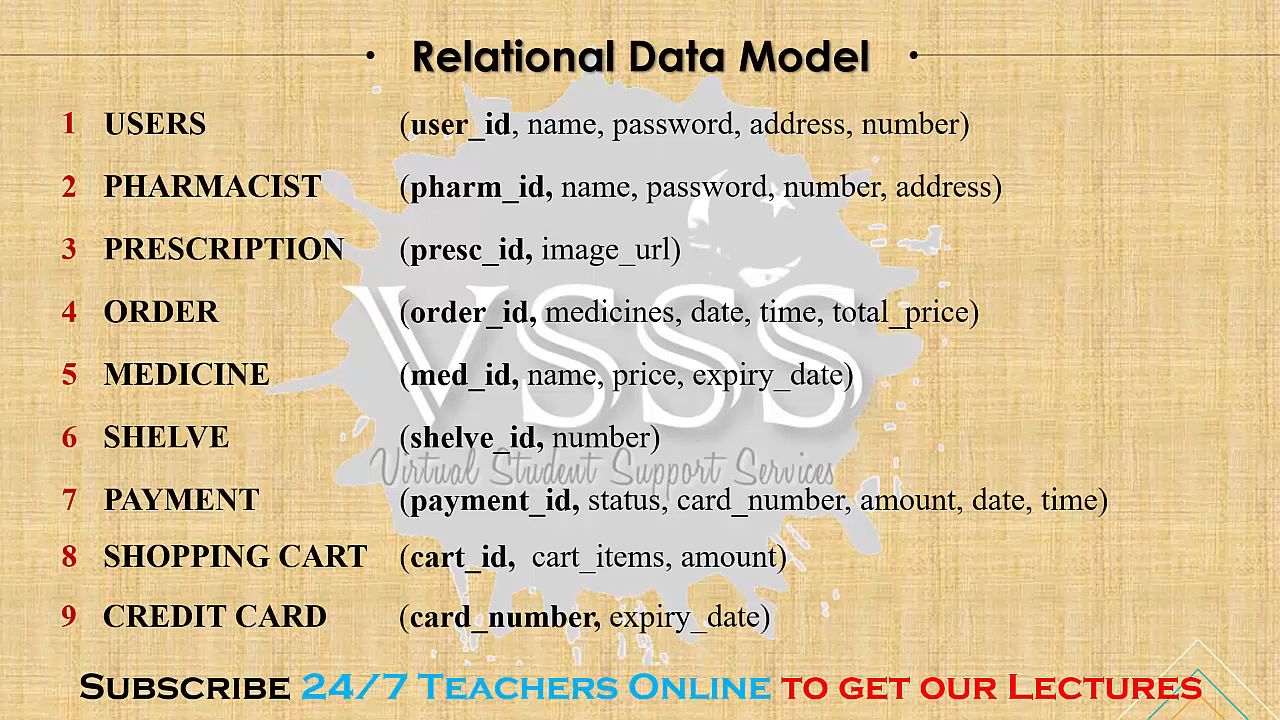 Relational Data Model
1 USERS (user_id, name, password, address, number)
2 PHARMACIST (pharm_id, name, password, number, address)
3 PRESCRIPTION (presc_id, image_url)
4 ORDER (order_id, medicines, date, time, total_price)
5 MEDICINE (med_id, name, price, expiry_date)
6 SHELVE (shelve_id, number)
7 PAYMENT (payment_id, status, card_number, amount, date, time)
8 SHOPPING CART (cart_id, cart_items, amount)
9 CREDIT CARD (card_number, expiry_date)
VSSS
Virtual Student Support Services
SUBSCRIBE 24/7 TEACHERS ONLINE TO GET OUR LECTURES